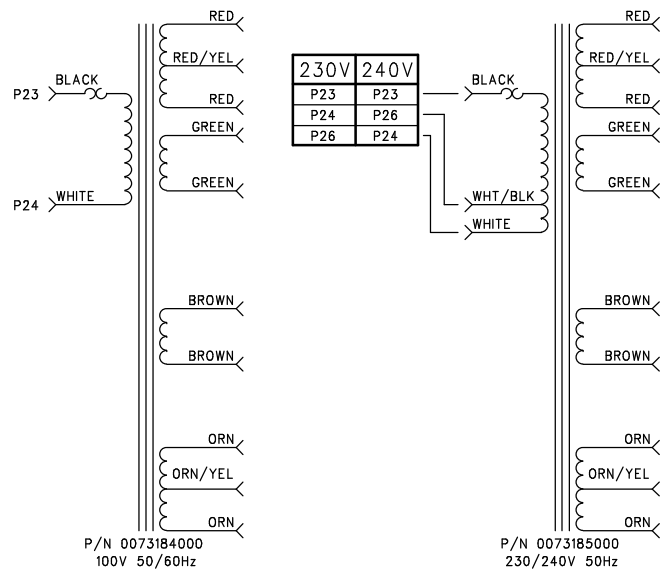 RED
RED/YEL
BLACK
P23
RED
GREEN
GREEN
WHITE
P24
BROWN
BROWN
ORN
ORN/YEL
ORN
P/N 0073184000
100V 50/60Hz
230V 240V
P23 P23
P24 P26
P26 P24
RED
RED/YEL
BLACK
RED
GREEN
GREEN
WHT/BLK
WHITE
BROWN
BROWN
ORN
ORN/YEL
ORN
P/N 0073185000
230/240V 50Hz